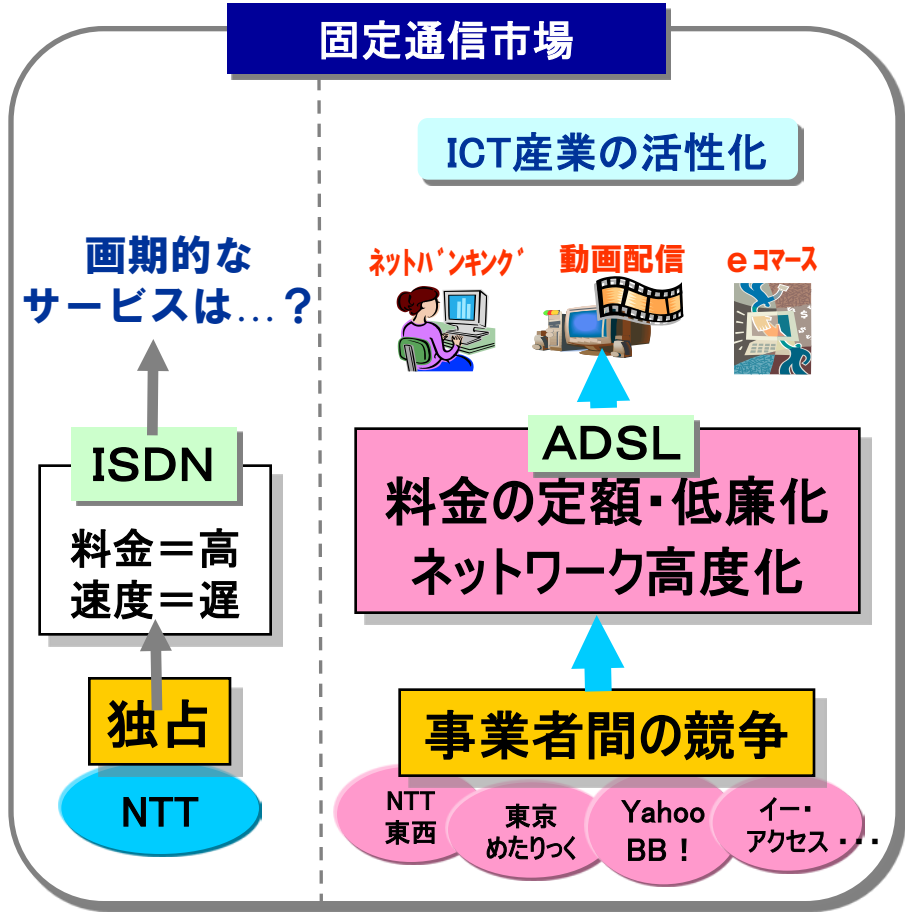 固定通信市場
画期的な
サービスは…？
ISDN
料金＝高
速度＝遅
独占
NTT
ICT産業の活性化
ネットバンキング
動画配信
eコマース
ADSL
料金の定額・低廉化
ネットワーク高度化
事業者間の競争
NTT
東西
東京
めたりっく
Yahoo
BB！
イー・
アクセス
・・・